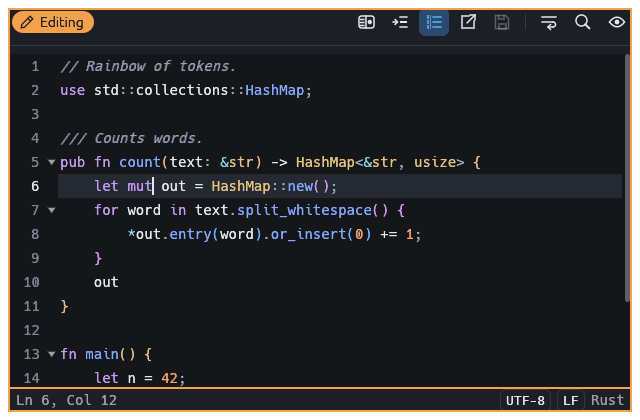 Editing
1 // Rainbow of tokens.
2 use std::collections::HashMap;
3
4 /// Counts words.
5 pub fn count(text: &str) -> HashMap<&str, usize> {
6     let mut out = HashMap::new();
7     for word in text.split_whitespace() {
8         *out.entry(word).or_insert(0) += 1;
9     }
10     out
11 }
12
13 fn main() {
14     let n = 42;
Ln 6, Col 12 UTF-8 LF Rust